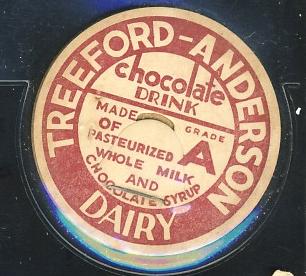 TREEFORD-ANDERSON
DAIRY
chocolate
DRINK
GRADE
A
MADE
OF
PASTEURIZED
WHOLE MILK
AND
CHOCOLATE SYRUP